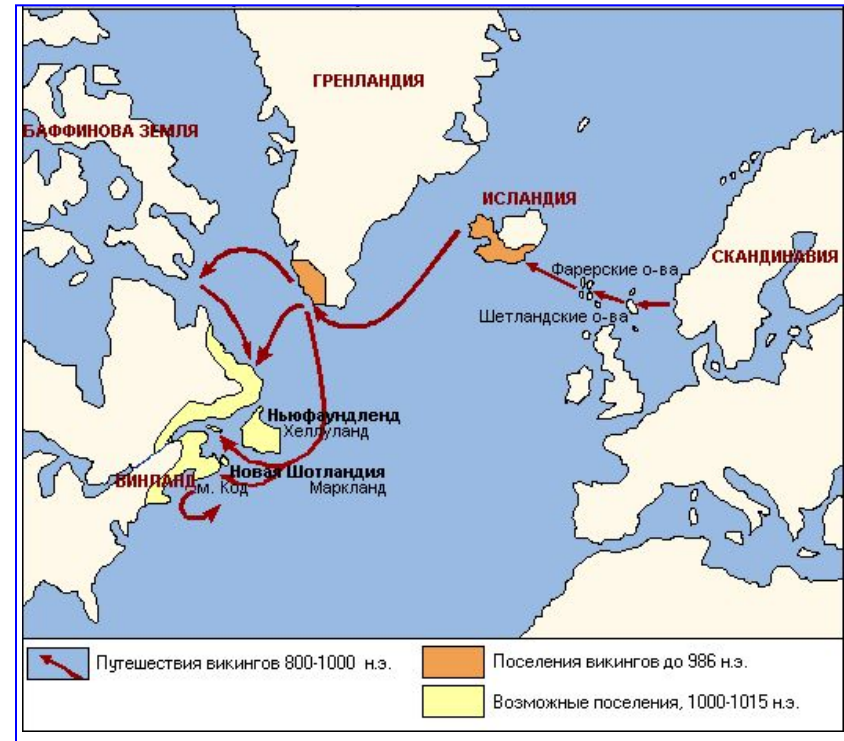 ГРЕНЛАНДИЯ
БАФФИНОВА ЗЕМЛЯ
ИСЛАНДИЯ
СКАНДИНАВИЯ
Фарерские о-ва
Шетландские о-ва
Ньюфаундленд
Хеллуланд
Новая Шотландия
ВИНЛАНД
м. Код
Маркланд
Путешествия викингов 800-1000 н.э.
Поселения викингов до 986 н.э.
Возможные поселения, 1000-1015 н.э.